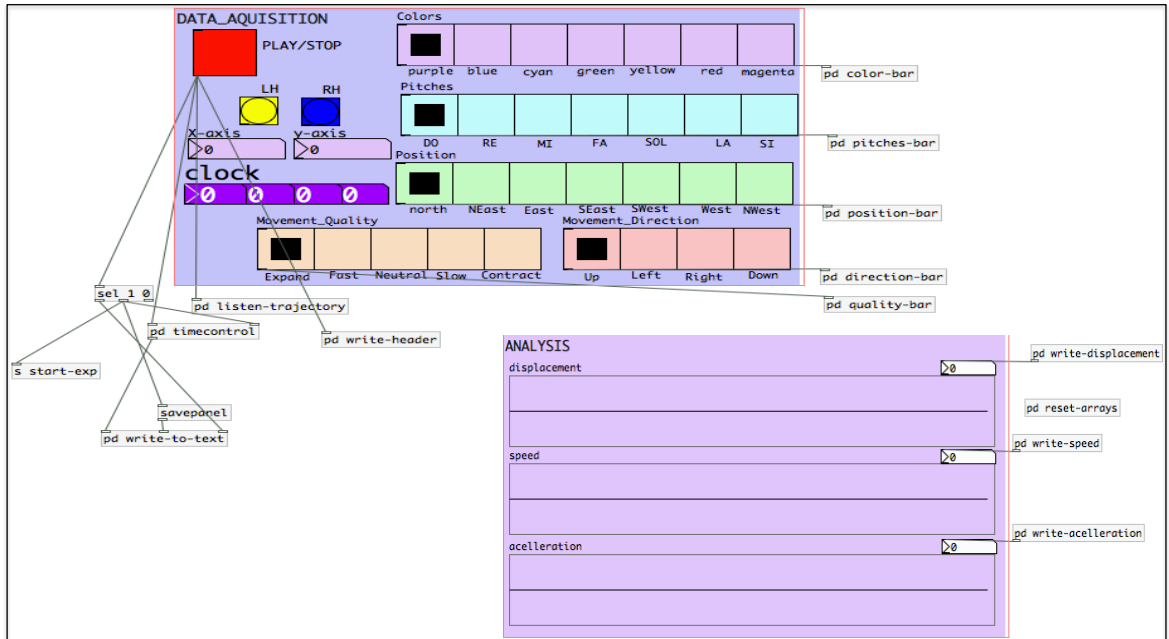 DATA_AQUISITION
PLAY/STOP
LH RH
X-axis y-axis
0 0
clock
0 0 0 0
Colors
purple blue cyan green yellow red magenta
pd color-bar
Pitches
DO RE MI FA SOL LA SI
pd pitches-bar
Position
north NEast East SEast SWest West NWest
pd position-bar
Movement_Quality
Expand Fast Neutral Slow Contract
Movement_Direction
Up Left Right Down
pd direction-bar
pd quality-bar
sel 1 0
pd listen-trajectory
pd timecontrol
pd write-header
s start-exp
savepanel
pd write-to-text
ANALYSIS
displacement
0
pd write-displacement
pd reset-arrays
speed
0
pd write-speed
acelleration
0
pd write-acelleration